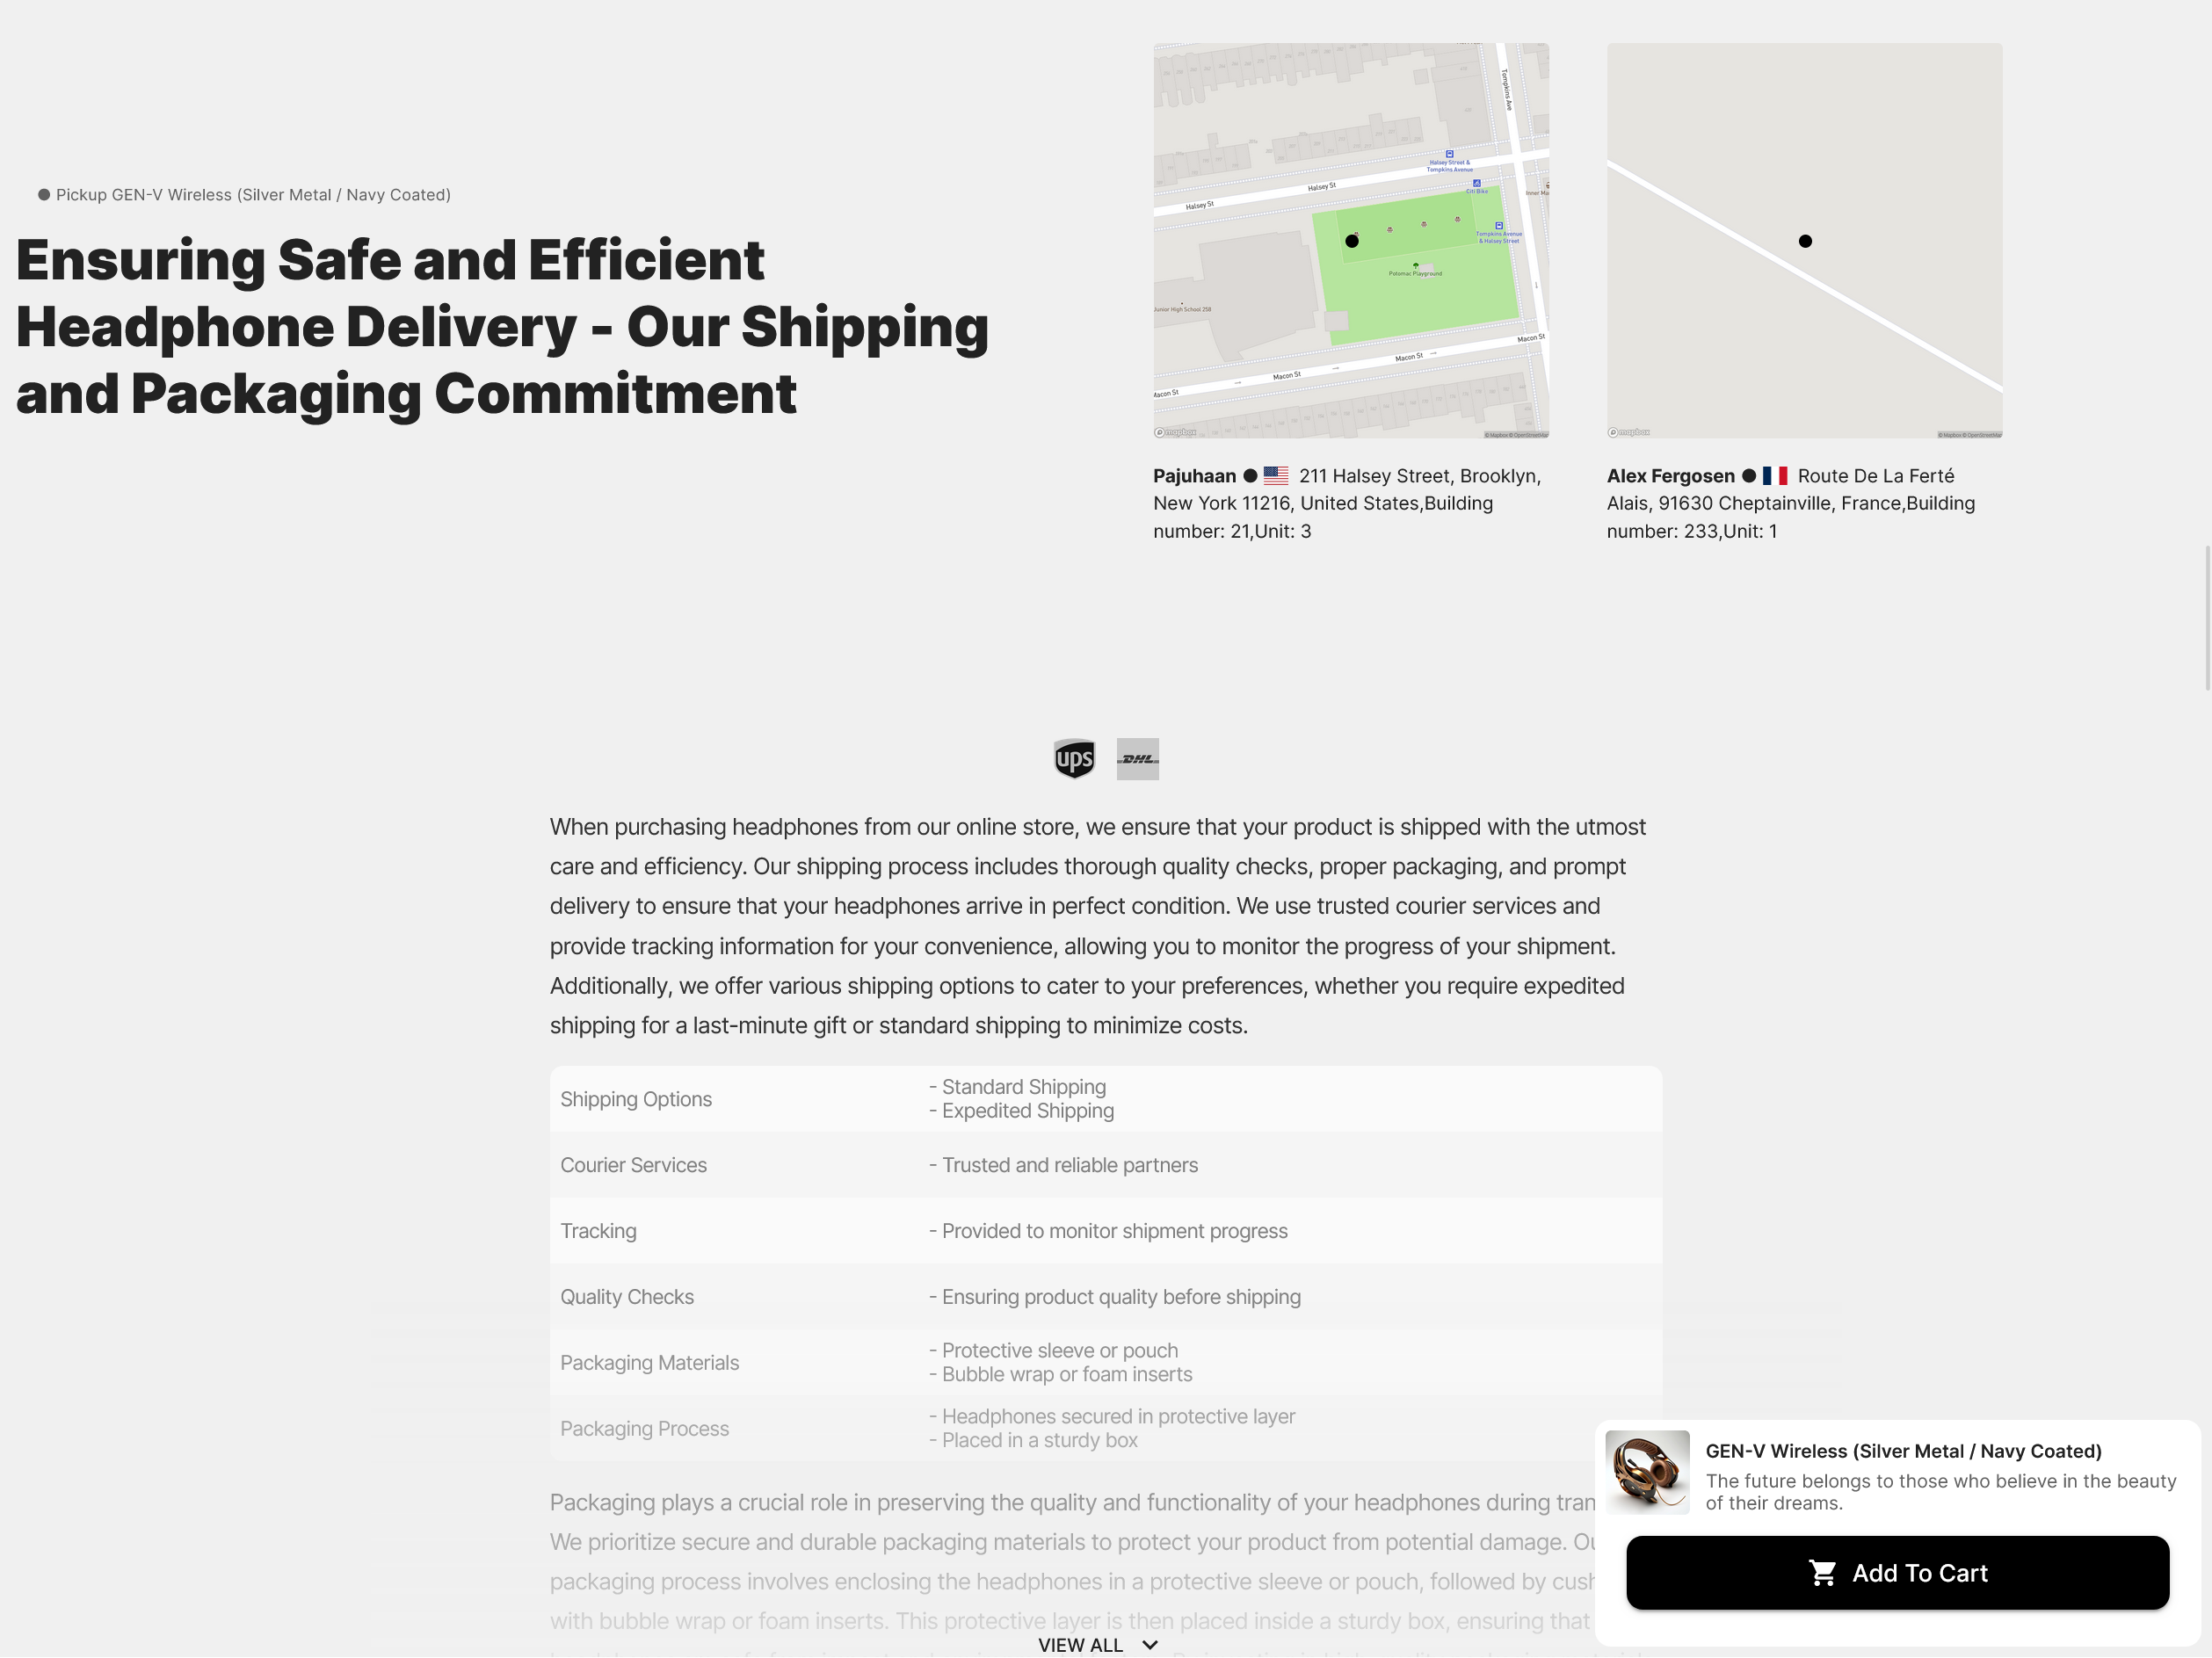 Pickup GEN-V Wireless (Silver Metal / Navy Coated)
Ensuring Safe and Efficient
Headphone Delivery - Our Shipping
and Packaging Commitment
Tompkins Ave
Halsey Street &
Tompkins Avenue
Citi Bike
Halsey St
Halsey St
Tompkins Avenue
& Halsey Street
Potomac Playground
Junior High School 258
Macon St
Macon St
Macon St
Macon St
mapbox
© Mapbox © OpenStreetMap
mapbox
© Mapbox © OpenStreetMap
Pajuhaan ● 211 Halsey Street, Brooklyn,
New York 11216, United States,Building
number: 21,Unit: 3
Alex Fergosen ● Route De La Ferté
Alais, 91630 Cheptainville, France,Building
number: 233,Unit: 1
ups
DHL
When purchasing headphones from our online store, we ensure that your product is shipped with the utmost
care and efficiency. Our shipping process includes thorough quality checks, proper packaging, and prompt
delivery to ensure that your headphones arrive in perfect condition. We use trusted courier services and
provide tracking information for your convenience, allowing you to monitor the progress of your shipment.
Additionally, we offer various shipping options to cater to your preferences, whether you require expedited
shipping for a last-minute gift or standard shipping to minimize costs.
Shipping Options
- Standard Shipping
- Expedited Shipping
Courier Services
- Trusted and reliable partners
Tracking
- Provided to monitor shipment progress
Quality Checks
- Ensuring product quality before shipping
Packaging Materials
- Protective sleeve or pouch
- Bubble wrap or foam inserts
Packaging Process
- Headphones secured in protective layer
- Placed in a sturdy box
Packaging plays a crucial role in preserving the quality and functionality of your headphones during tran
We prioritize secure and durable packaging materials to protect your product from potential damage. Ou
packaging process involves enclosing the headphones in a protective sleeve or pouch, followed by cush
with bubble wrap or foam inserts. This protective layer is then placed inside a sturdy box, ensuring that
VIEW ALL
GEN-V Wireless (Silver Metal / Navy Coated)
The future belongs to those who believe in the beauty
of their dreams.
Add To Cart